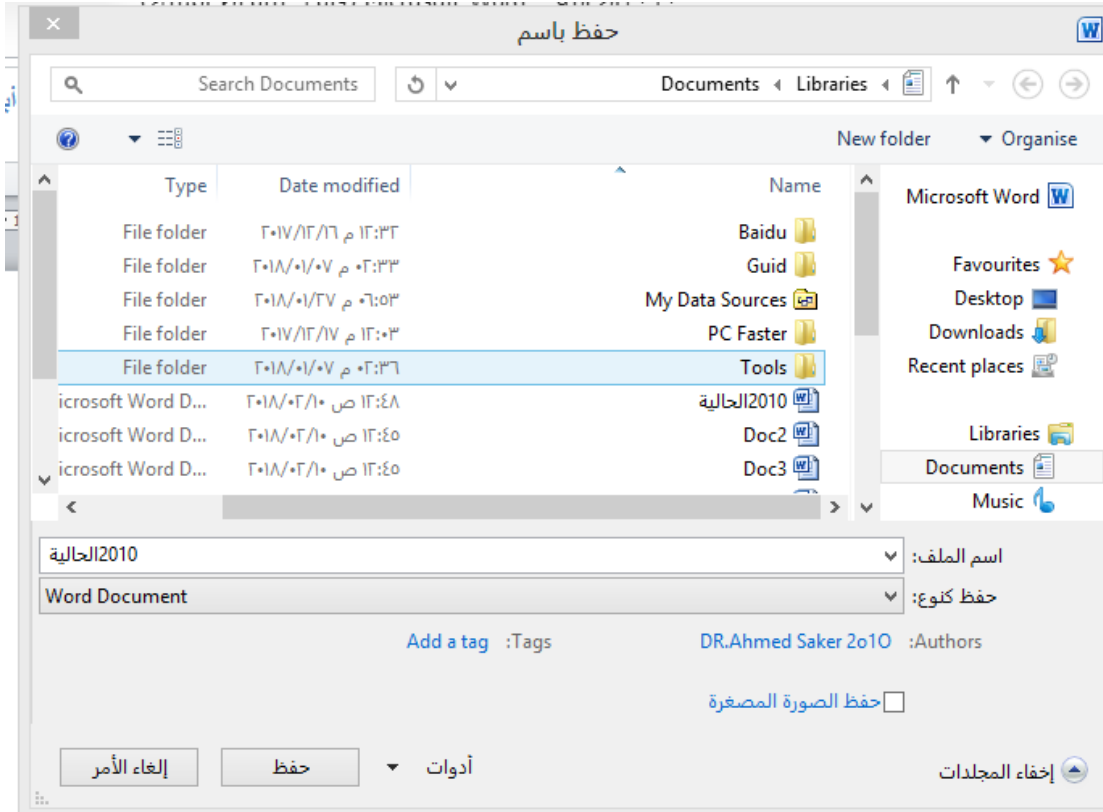 حفظ باسم
Search Documents
Libraries
Documents
Organise
New folder
Microsoft Word
Favourites
Desktop
Downloads
Recent places
Libraries
Documents
Music
Name Date modified Type
Baidu ٢٠١٧/١٢/١٦ ١٢:٣٢ م File folder
Guid ٢٠١٨/٠١/٠٧ ٠٢:٣٣ م File folder
My Data Sources ٢٠١٨/٠١/٢٧ ٠٦:٥٣ م File folder
PC Faster ٢٠١٧/١٢/١٧ ١٢:٠٣ م File folder
Tools ٢٠١٨/٠١/٠٧ ٠٢:٣٦ م File folder
2010الحالية ٢٠١٨/٠٢/١٠ ١٢:٤٨ ص icrosoft Word D...
Doc2 ٢٠١٨/٠٢/١٠ ١٢:٤٥ ص icrosoft Word D...
Doc3 ٢٠١٨/٠٢/١٠ ١٢:٤٥ ص icrosoft Word D...
اسم الملف: 2010الحالية
حفظ كنوع: Word Document
Authors: DR.Ahmed Saker 2o1O
Tags: Add a tag
حفظ الصورة المصغرة
إخفاء المجلدات
أدوات
حفظ
إلغاء الأمر